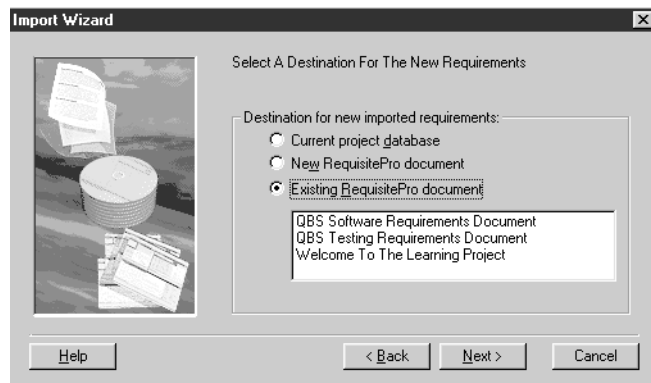 Import Wizard
Select A Destination For The New Requirements
Destination for new imported requirements:
Current project database
New RequisitePro document
Existing RequisitePro document
QBS Software Requirements Document
QBS Testing Requirements Document
Welcome To The Learning Project
Help < Back Next > Cancel